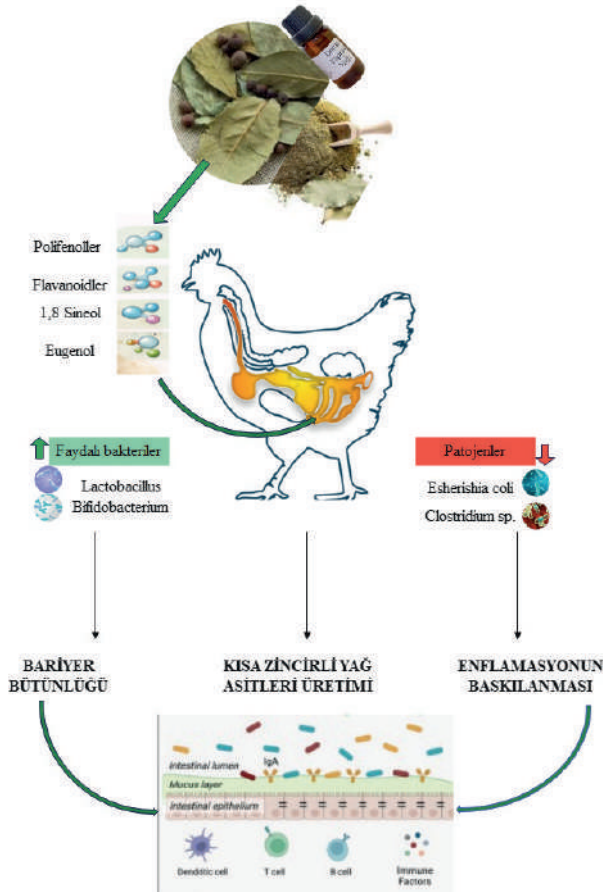 Polifenoller
Flavanoidler
1,8 Sineol
Eugenol
Faydalı bakteriler
Lactobacillus
Bifidobacterium
Patojenler
Esherishia coli
Clostridium sp.
BARİYER
BÜTÜNLÜĞÜ
KISA ZİNCİRLİ YAĞ
ASİTLERİ ÜRETİMİ
ENFLAMASYONUN
BASKILANMASI
IgA
Intestinal lumen
Mucus layer
Intestinal epithelium
Denditic cell
T cell
B cell
Immune
Factors